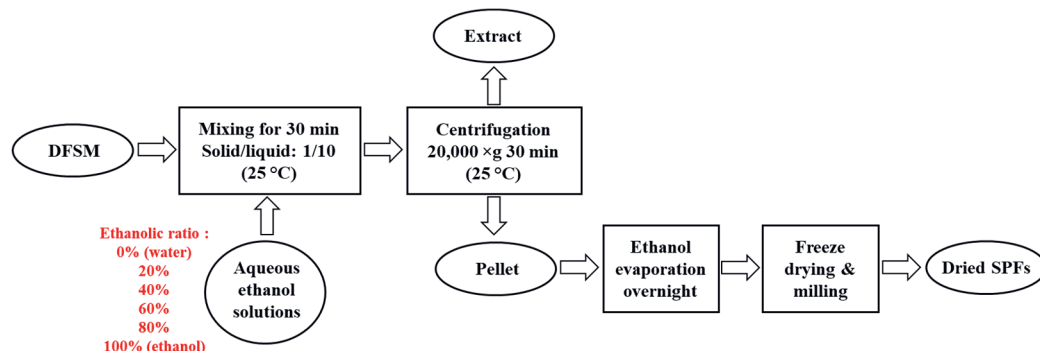 Extract
DFSM
Mixing for 30 min
Solid/liquid: 1/10
(25 °C)
Centrifugation
20,000 ×g 30 min
(25 °C)
Ethanolic ratio :
0% (water)
20%
40%
60%
80%
100% (ethanol)
Aqueous
ethanol
solutions
Pellet
Ethanol
evaporation
overnight
Freeze
drying &
milling
Dried SPFs